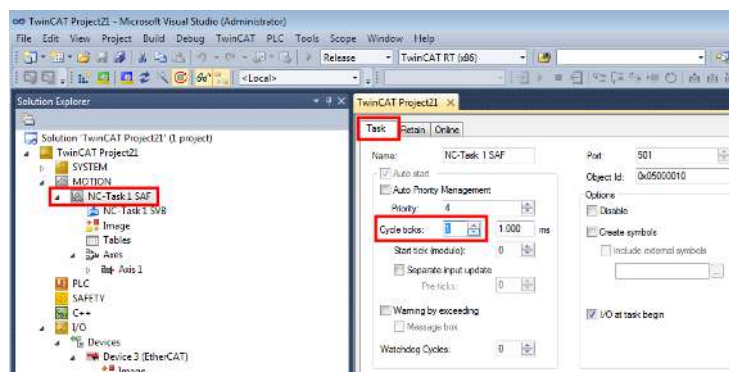 TwinCAT Project21 - Microsoft Visual Studio (Administrator)
File Edit View Project Build Debug TwinCAT PLC Tools Scope Window Help
Release TwinCAT RT (x86)
<Local>
Solution Explorer
TwinCAT Project21
Solution 'TwinCAT Project21' (1 project)
TwinCAT Project21
SYSTEM
MOTION
NC-Task 1 SAF
NC-Task 1 SVB
Image
Tables
Axes
Axis 1
PLC
SAFETY
C++
I/O
Devices
Device 3 (EtherCAT)
Image
Task Retain Online
Name: NC-Task 1 SAF
Auto start
Auto Priority Management
Priority: 4
Cycle ticks: 1 1.000 ms
Start tick (modulo): 0
Separate input update
Pre ticks: 0
Warning by exceeding
Message box
Watchdog Cycles: 0
Port 501
Object Id: 0x05000010
Options
Disable
Create symbols
Include external symbols
...
I/O at task begin